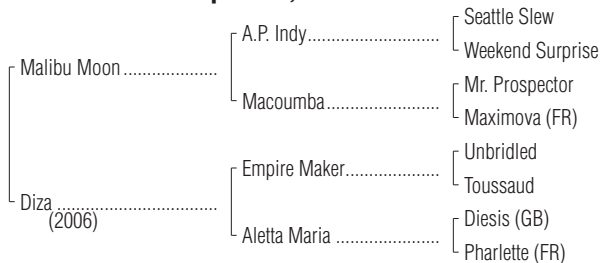 Seattle Slew
A.P. Indy
Weekend Surprise
Malibu Moon
Mr. Prospector
Macoumba
Maximova (FR)
Unbridled
Empire Maker
Toussaud
Diza
(2006)
Diesis (GB)
Aletta Maria
Pharlette (FR)